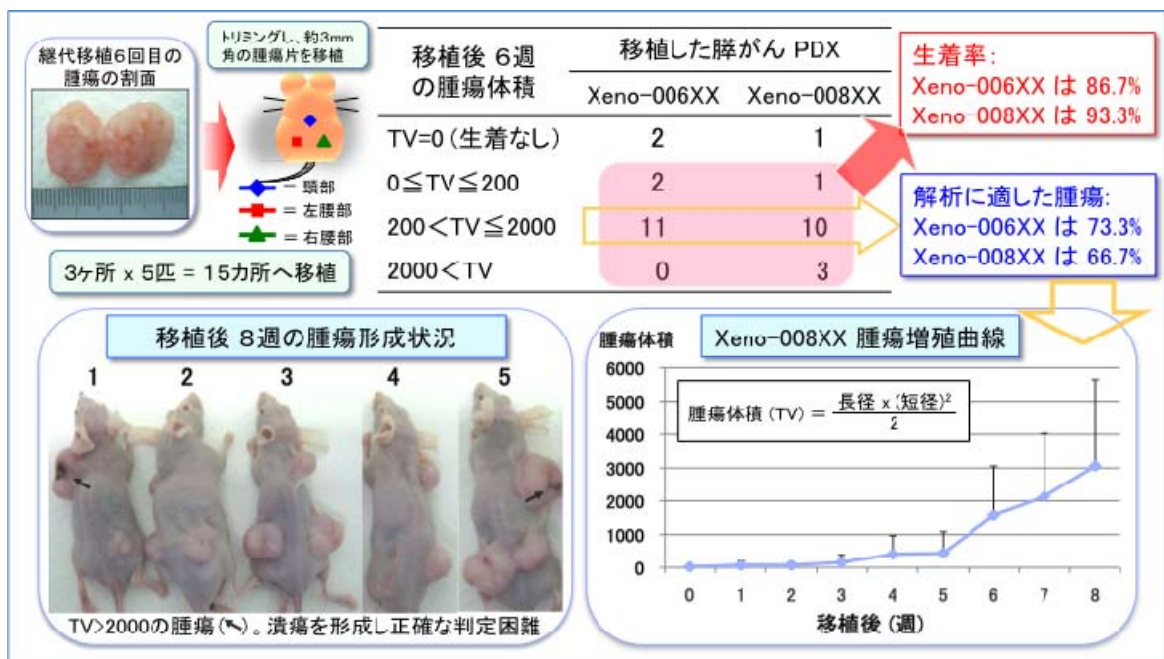 継代移植6回目の
腫瘍の割面
トリミングし、約3mm
角の腫瘍片を移植
= 頚部
= 左腰部
= 右腰部
3ヶ所 x 5匹 = 15カ所へ移植
移植後 6週
の腫瘍体積
移植した膵がん PDX
Xeno-006XX Xeno-008XX
TV=0 (生着なし) 2 1
0≦TV≦200 2 1
200<TV≦2000 11 10
2000<TV 0 3
生着率:
Xeno-006XX は 86.7%
Xeno-008XX は 93.3%
解析に適した腫瘍:
Xeno-006XX は 73.3%
Xeno-008XX は 66.7%
移植後 8週の腫瘍形成状況
1 2 3 4 5
TV>2000の腫瘍(↖)。潰瘍を形成し正確な判定困難
腫瘍体積
Xeno-008XX 腫瘍増殖曲線
腫瘍体積 (TV) = 長径 x (短径)²
2
6000
5000
4000
3000
2000
1000
0
0 1 2 3 4 5 6 7 8
移植後 (週)